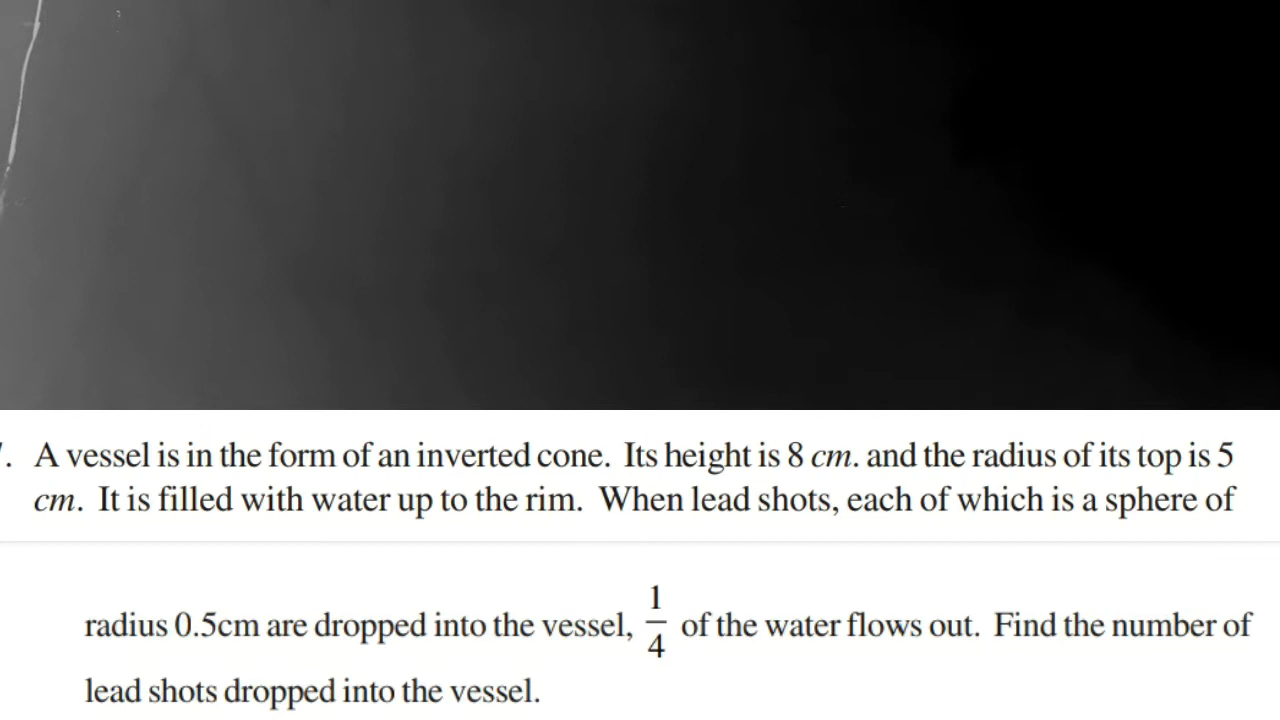 . A vessel is in the form of an inverted cone. Its height is 8 cm. and the radius of its top is 5
cm. It is filled with water up to the rim. When lead shots, each of which is a sphere of
radius 0.5cm are dropped into the vessel, 1/4 of the water flows out. Find the number of
lead shots dropped into the vessel.